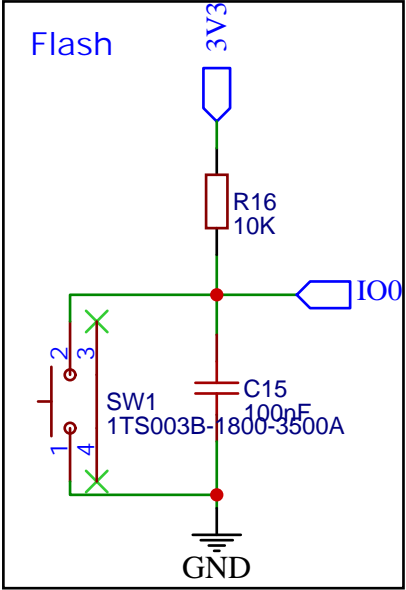 3V3
Flash
R16
10K
IO0
2
3
C15
100nF
SW1
1TS003B-1800-3500A
1
4
GND